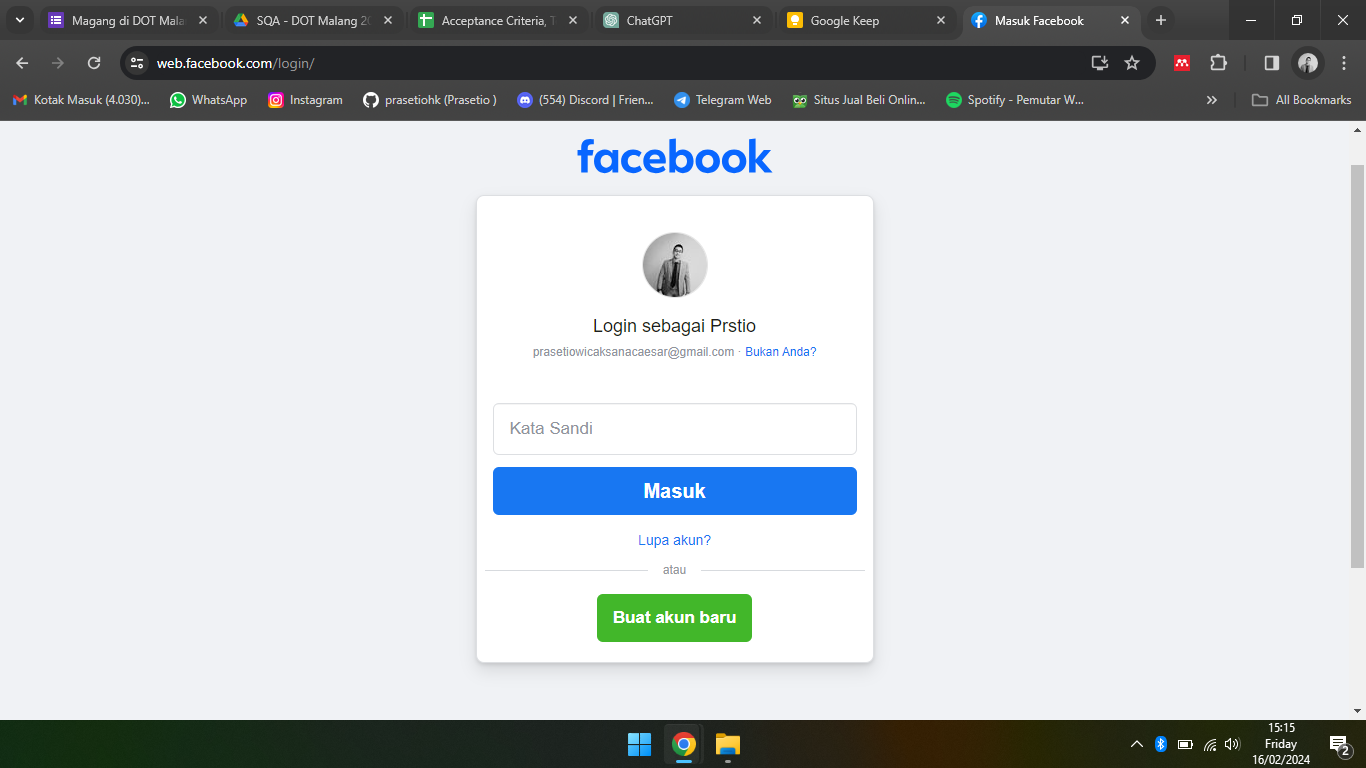 Magang di DOT Mala
SQA - DOT Malang 20
Acceptance Criteria, T
ChatGPT
Google Keep
Masuk Facebook
web.facebook.com/login/
Kotak Masuk (4.030)...
WhatsApp
Instagram
prasetiohk (Prasetio )
(554) Discord | Frien...
Telegram Web
Situs Jual Beli Onlin...
Spotify - Pemutar W...
All Bookmarks
facebook
Login sebagai Prstio
prasetiowicaksanacaesar@gmail.com · Bukan Anda?
Kata Sandi
Masuk
Lupa akun?
atau
Buat akun baru
15:15
Friday
16/02/2024
2